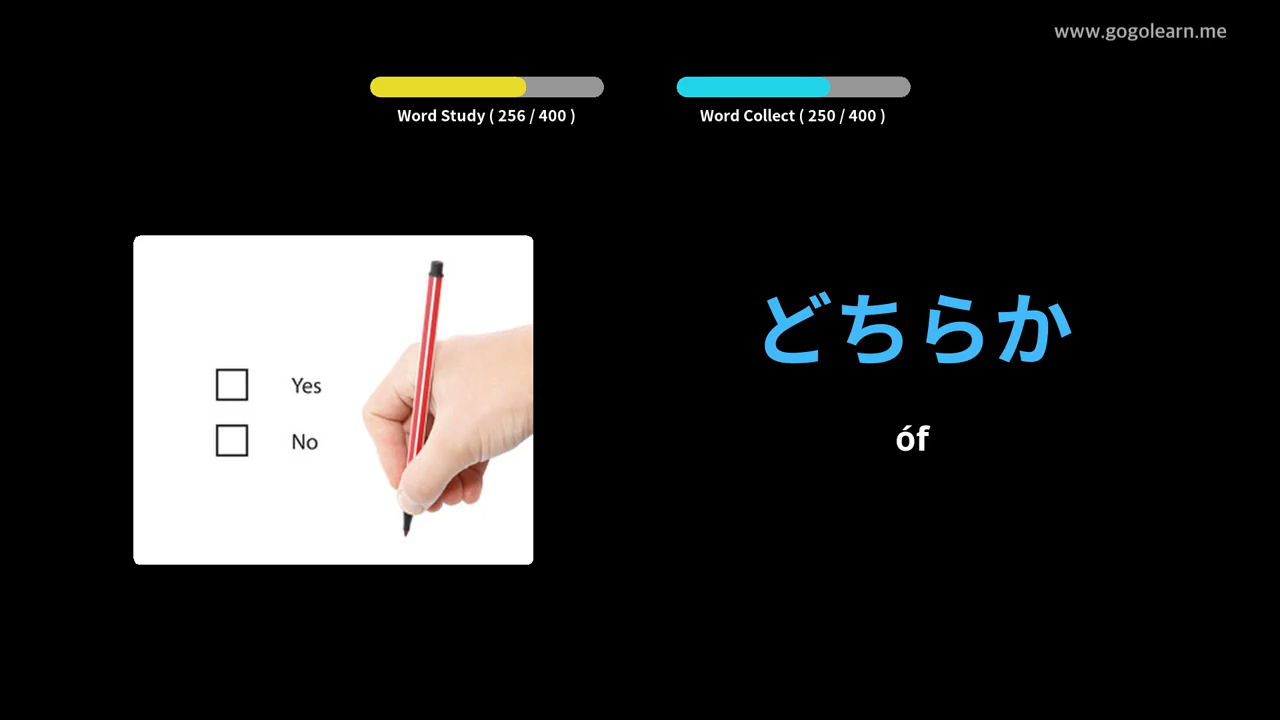 www.gogolearn.me
Word Study ( 256 / 400 )
Word Collect ( 250 / 400 )
Yes
No
どちらか
óf